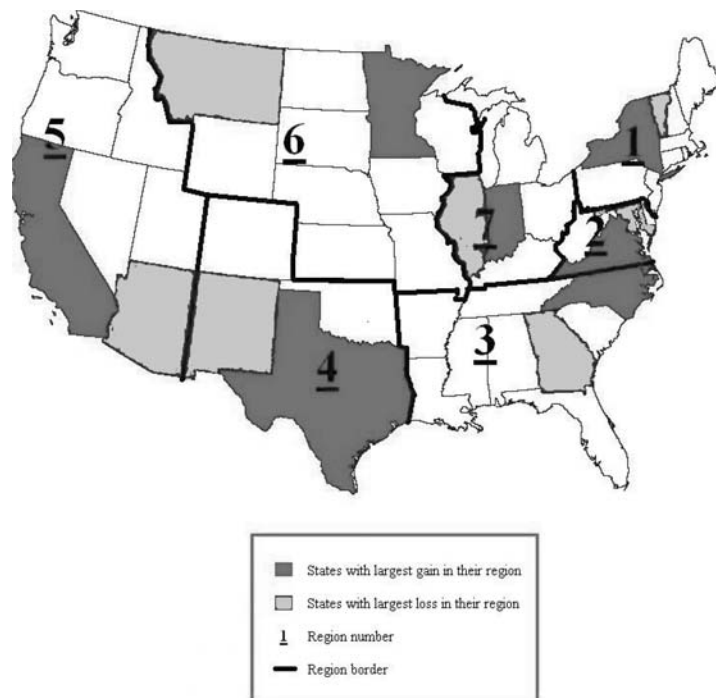 5
6
1
7
2
3
4
States with largest gain in their region
States with largest loss in their region
1 Region number
Region border